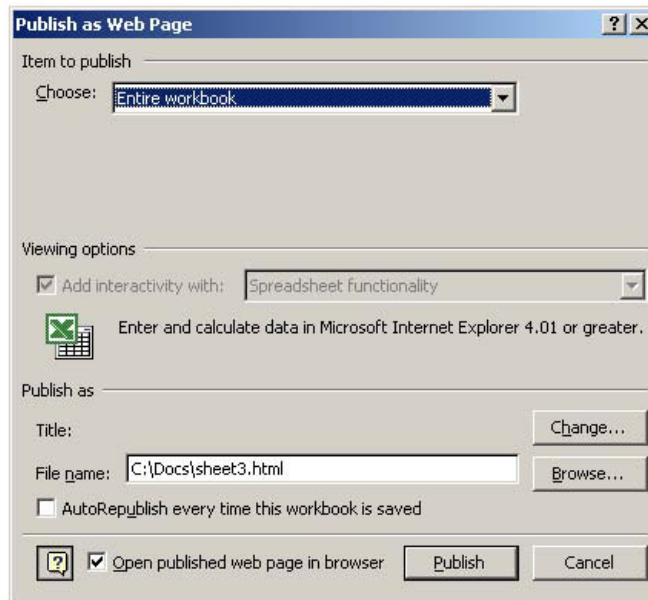 Publish as Web Page
Item to publish
Choose: Entire workbook
Viewing options
Add interactivity with: Spreadsheet functionality
Enter and calculate data in Microsoft Internet Explorer 4.01 or greater.
Publish as
Title: Change...
File name: C:\Docs\sheet3.html Browse...
AutoRepublish every time this workbook is saved
Open published web page in browser Publish Cancel